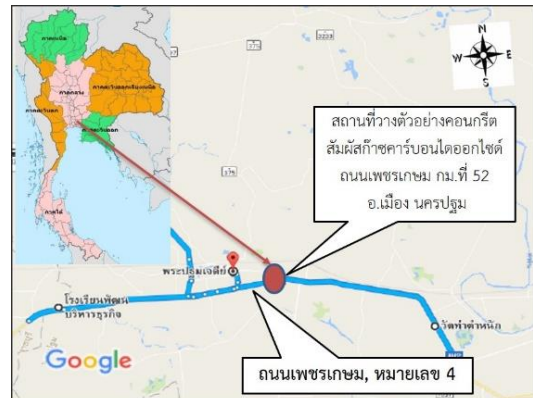 ภาคเหนือ
ภาคตะวันออกเฉียงเหนือ
ภาคกลาง
ภาคตะวันตก
ภาคตะวันออก
ภาคใต้
N
W
E
S
สถานที่วางตัวอย่างคอนกรีต
สัมผัสก๊าซคาร์บอนไดออกไซด์
ถนนเพชรเกษม กม.ที่ 52
อ.เมือง นครปฐม
พระปฐมเจดีย์
โรงเรียนพัฒน
บริหารธุรกิจ
วัดท่าตำหนัก
Google
ถนนเพชรเกษม, หมายเลข 4